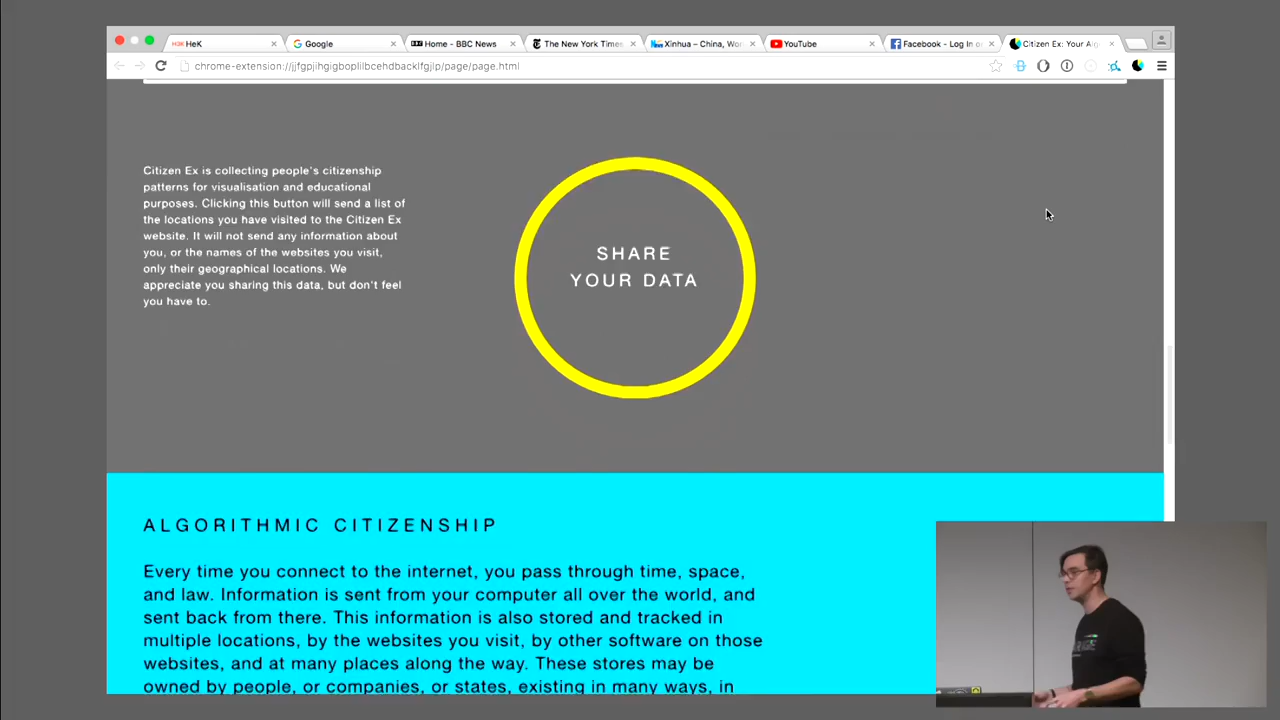 HeK
Google
Home - BBC News
The New York Times
Xinhua – China, Wo
YouTube
Facebook - Log In o
Citizen Ex: Your Alg
chrome-extension://jjfgpjihgigboplilbcehdbacklfgjlp/page/page.html
Citizen Ex is collecting people's citizenship
patterns for visualisation and educational
purposes. Clicking this button will send a list of
the locations you have visited to the Citizen Ex
website. It will not send any information about
you, or the names of the websites you visit,
only their geographical locations. We
appreciate you sharing this data, but don't feel
you have to.
SHARE
YOUR DATA
ALGORITHMIC CITIZENSHIP
Every time you connect to the internet, you pass through time, space,
and law. Information is sent from your computer all over the world, and
sent back from there. This information is also stored and tracked in
multiple locations, by the websites you visit, by other software on those
websites, and at many places along the way. These stores may be
owned by people, or companies, or states, existing in many ways, in